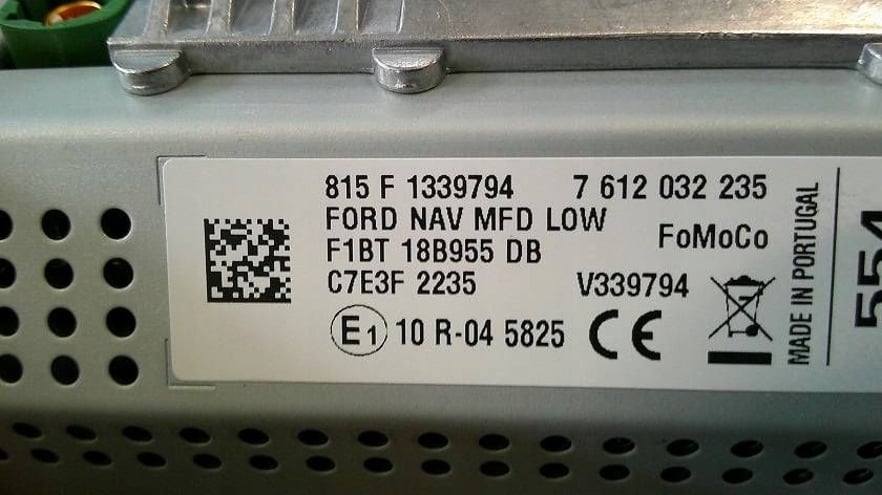 815 F 1339794 7 612 032 235
FORD NAV MFD LOW
FoMoCo
F1BT 18B955 DB
C7E3F 2235 V339794
E1 10 R-04 5825 CE
MADE IN PORTUGAL
554